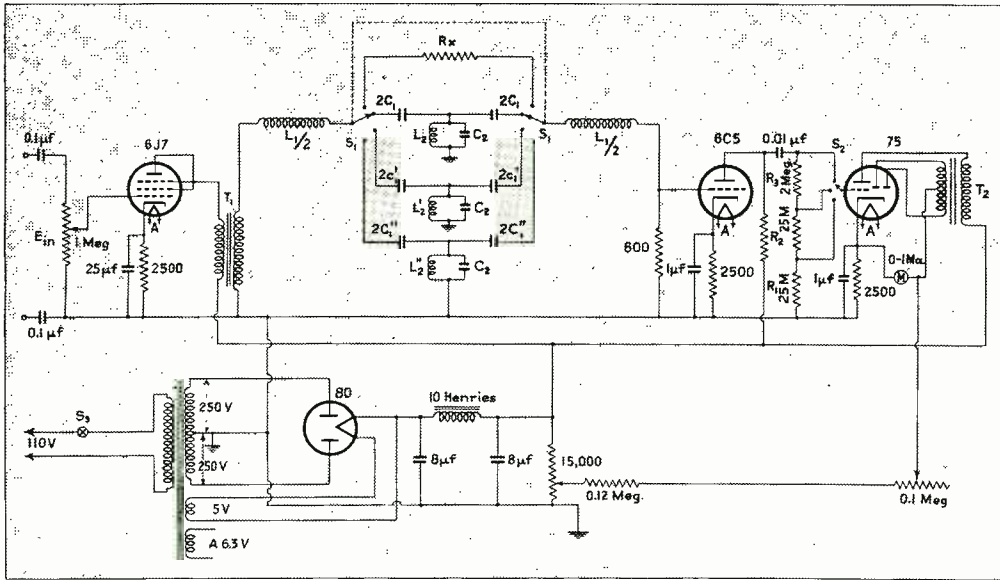 Rx
2C₁
2C₁
L₁/2
S₁
S₁
L₁/2
L₂
C₂
0.1µf
6J7
6C5
0.01µf
S₂
75
R₃
2 Meg.
T₁
T₂
2C₁'
2C₁'
L₂'
C₂
A
A
A
Ein
1 Meg
2C₁''
2C₁''
R₂
25M
600
25µf
2500
L₂''
C₂
1µf
2500
R₁
25M
1µf
0-1Ma.
M
2500
0.1µf
80
10 Henries
250 V
S₃
110V
250 V
8µf
8µf
15,000
0.12 Meg.
0.1 Meg
5V
A 6.3V